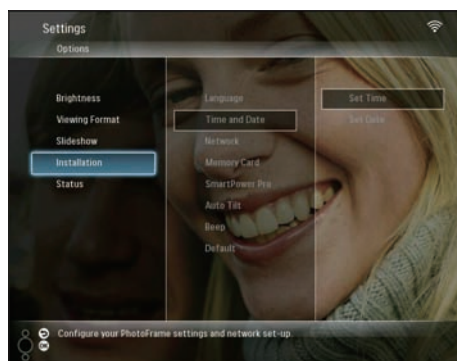 Settings
Options
Brightness
Viewing Format
Slideshow
Installation
Status
Language
Time and Date
Network
Memory Card
SmartPower Pro
Auto Tilt
Beep
Default
Set Time
Set Date
Configure your PhotoFrame settings and network set-up.
OK